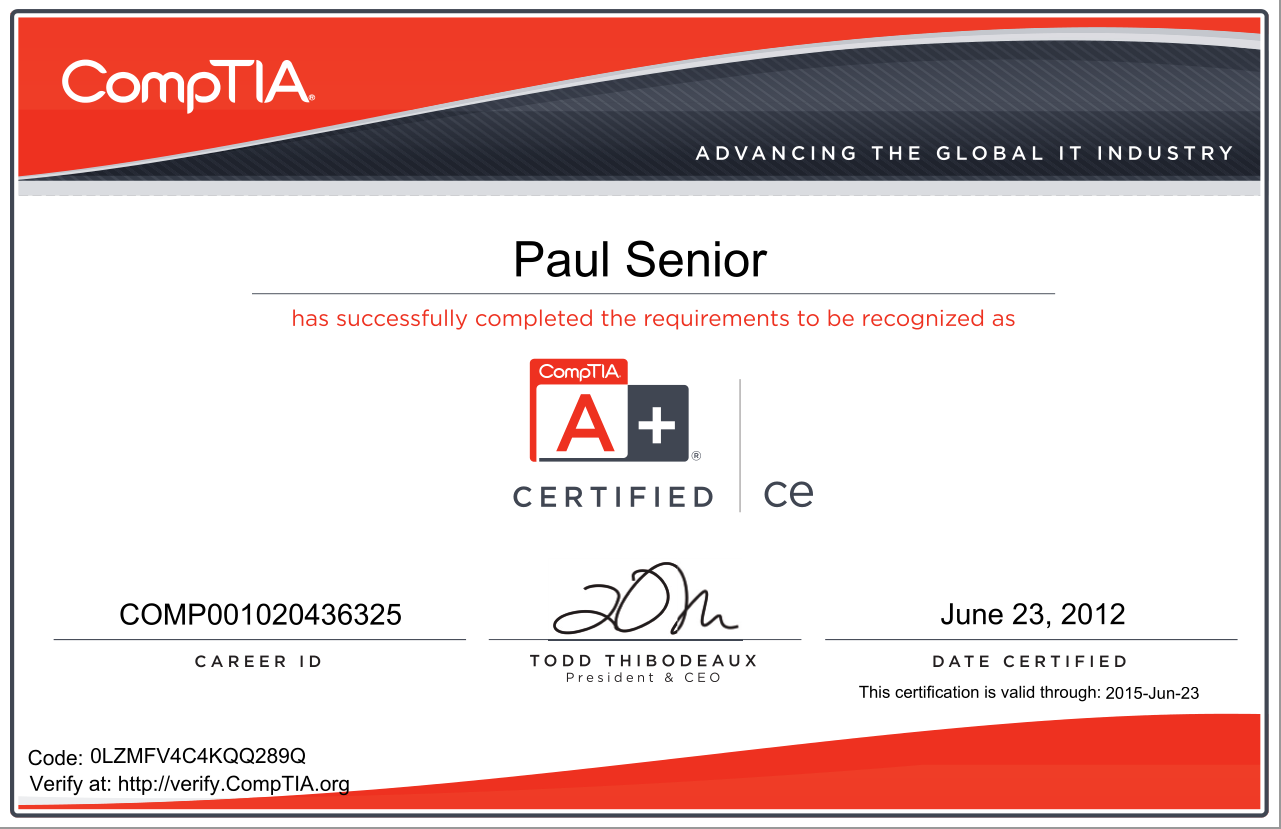 CompTIA®
ADVANCING THE GLOBAL IT INDUSTRY
Paul Senior
has successfully completed the requirements to be recognized as
CompTIA
A+®
CERTIFIED ce
COMP001020436325
CAREER ID
TODD THIBODEAUX
President & CEO
June 23, 2012
DATE CERTIFIED
This certification is valid through: 2015-Jun-23
Code: 0LZMFV4C4KQQ289Q
Verify at: http://verify.CompTIA.org